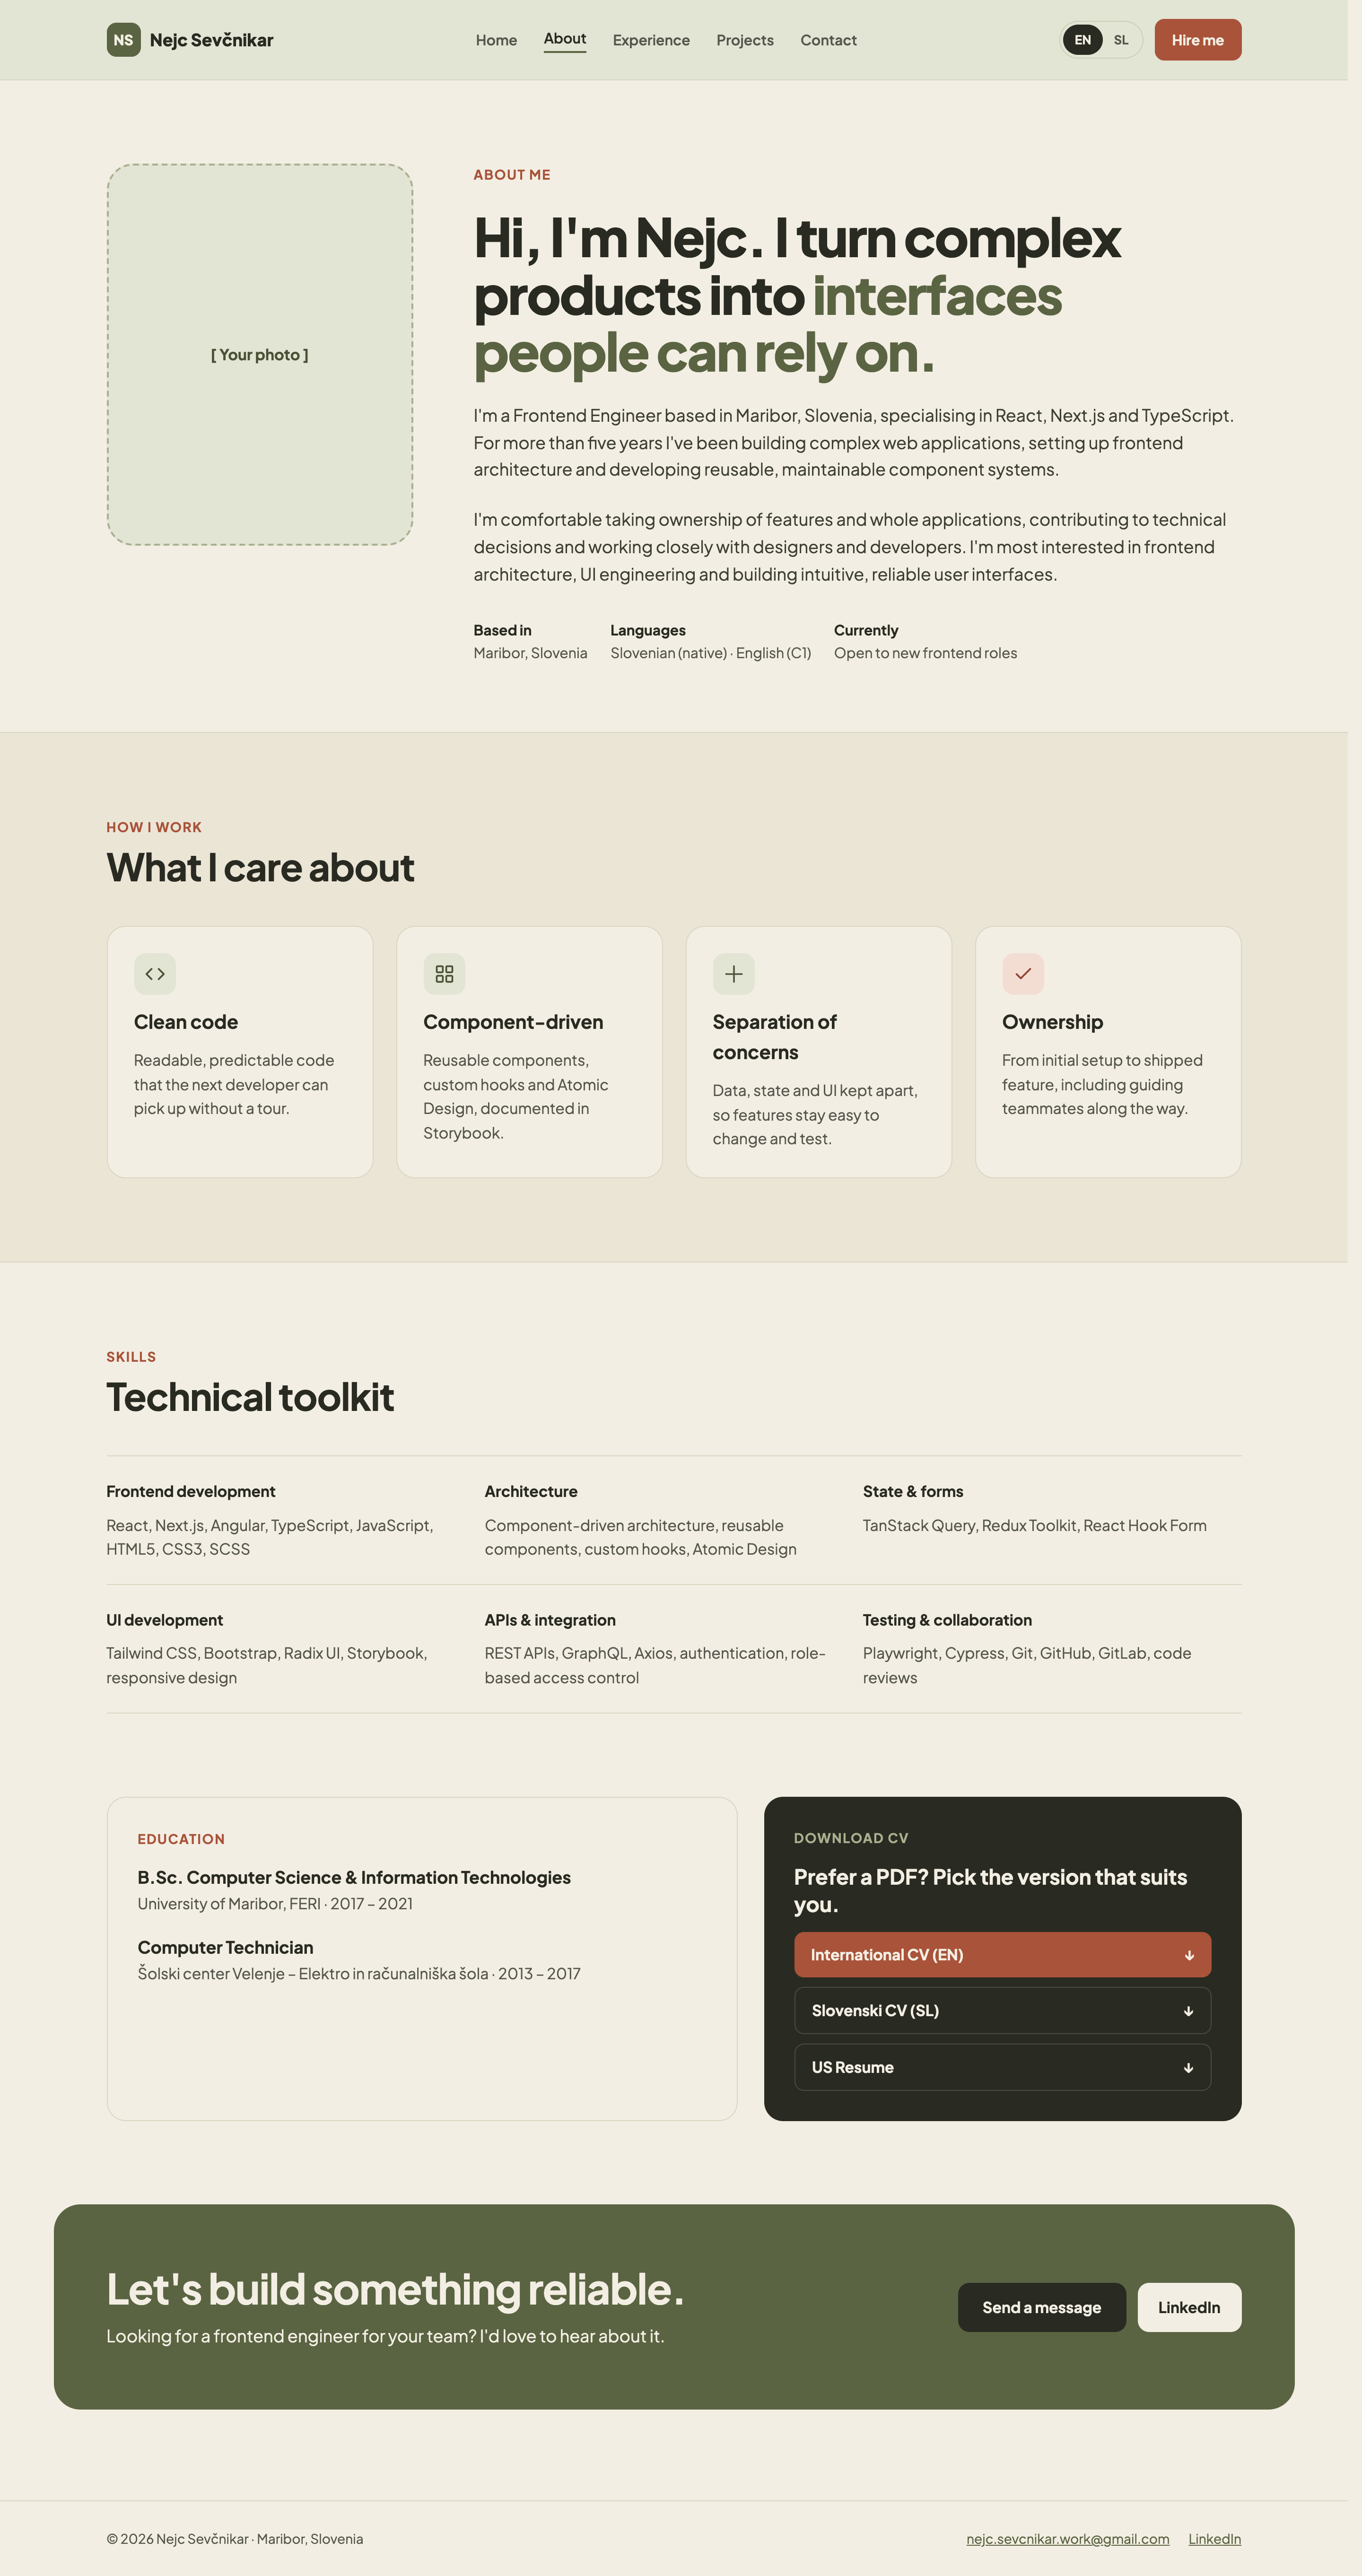 NS Nejc Sevčnikar
Home About Experience Projects Contact
EN SL
Hire me
[ Your photo ]
ABOUT ME
Hi, I'm Nejc. I turn complex
products into interfaces
people can rely on.
I'm a Frontend Engineer based in Maribor, Slovenia, specialising in React, Next.js and TypeScript.
For more than five years I've been building complex web applications, setting up frontend
architecture and developing reusable, maintainable component systems.
I'm comfortable taking ownership of features and whole applications, contributing to technical
decisions and working closely with designers and developers. I'm most interested in frontend
architecture, UI engineering and building intuitive, reliable user interfaces.
Based in
Marib​or, Slovenia
Languages
Slovenian (native) · English (C1)
Currently
Open to new frontend roles
HOW I WORK
What I care about
Clean code
Readable, predictable code
that the next developer can
pick up without a tour.
Component-driven
Reusable components,
custom hooks and Atomic
Design, documented in
Storybook.
Separation of
concerns
Data, state and UI kept apart,
so features stay easy to
change and test.
Ownership
From initial setup to shipped
feature, including guiding
teammates along the way.
SKILLS
Technical toolkit
Frontend development
React, Next.js, Angular, TypeScript, JavaScript,
HTML5, CSS3, SCSS
Architecture
Component-driven architecture, reusable
components, custom hooks, Atomic Design
State & forms
TanStack Query, Redux Toolkit, React Hook Form
UI development
Tailwind CSS, Bootstrap, Radix UI, Storybook,
responsive design
APIs & integration
REST APIs, GraphQL, Axios, authentication, role-
based access control
Testing & collaboration
Playwright, Cypress, Git, GitHub, GitLab, code
reviews
EDUCATION
B.Sc. Computer Science & Information Technologies
University of Maribor, FERI · 2017 – 2021
Computer Technician
Šolski center Velenje – Elektro in računalniška šola · 2013 – 2017
DOWNLOAD CV
Prefer a PDF? Pick the version that suits
you.
International CV (EN) ↓
Slovenski CV (SL) ↓
US Resume ↓
Let's build something reliable.
Looking for a frontend engineer for your team? I'd love to hear about it.
Send a message
LinkedIn
© 2026 Nejc Sevčnikar · Maribor, Slovenia
nejc.sevcnikar.work@gmail.com LinkedIn